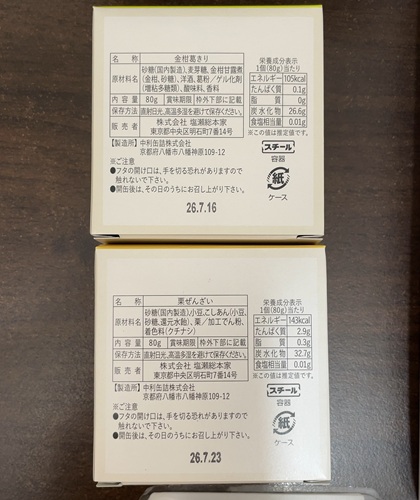 名 称 金柑葛きり
原材料名 砂糖(国内製造)、麦芽糖、金柑甘露煮
(金柑、砂糖)、洋酒、葛粉/ゲル化剤
(増粘多糖類)、酸味料、香料
内 容 量 80g 賞味期限 枠外下部に記載
保存方法 直射日光、高温多湿を避けて保存ください。
販 売 者 株式会社 塩瀬総本家
東京都中央区明石町7番14号
【製造所】中利缶詰株式会社
京都府八幡市八幡神原109-12
※ご注意
●フタの開け口は、手を切る恐れがありますので
触れないで下さい。
●開缶後は、その日のうちにお召し上がり下さい。
26.7.16
栄養成分表示
1個(80g)当たり
エネルギー 105kcal
たんぱく質 0.1g
脂 質 0g
炭水化物 26.6g
食塩相当量 0.01g
※この値は推定値です。
スチール
容器
紙
ケース
名 称 栗ぜんざい
原材料名 砂糖(国内製造)、小豆、こしあん(小豆、
砂糖、還元水飴)、栗/加工でん粉、
着色料(クチナシ)
内 容 量 80g 賞味期限 枠外下部に記載
保存方法 直射日光、高温多湿を避けて保存ください。
販 売 者 株式会社 塩瀬総本家
東京都中央区明石町7番14号
【製造所】中利缶詰株式会社
京都府八幡市八幡神原109-12
※ご注意
●フタの開け口は、手を切る恐れがありますので
触れないで下さい。
●開缶後は、その日のうちにお召し上がり下さい。
26.7.23
栄養成分表示
1個(80g)当たり
エネルギー 143kcal
たんぱく質 2.9g
脂 質 0.3g
炭水化物 32.7g
食塩相当量 0.01g
※この値は推定値です。
スチール
容器
紙
ケース